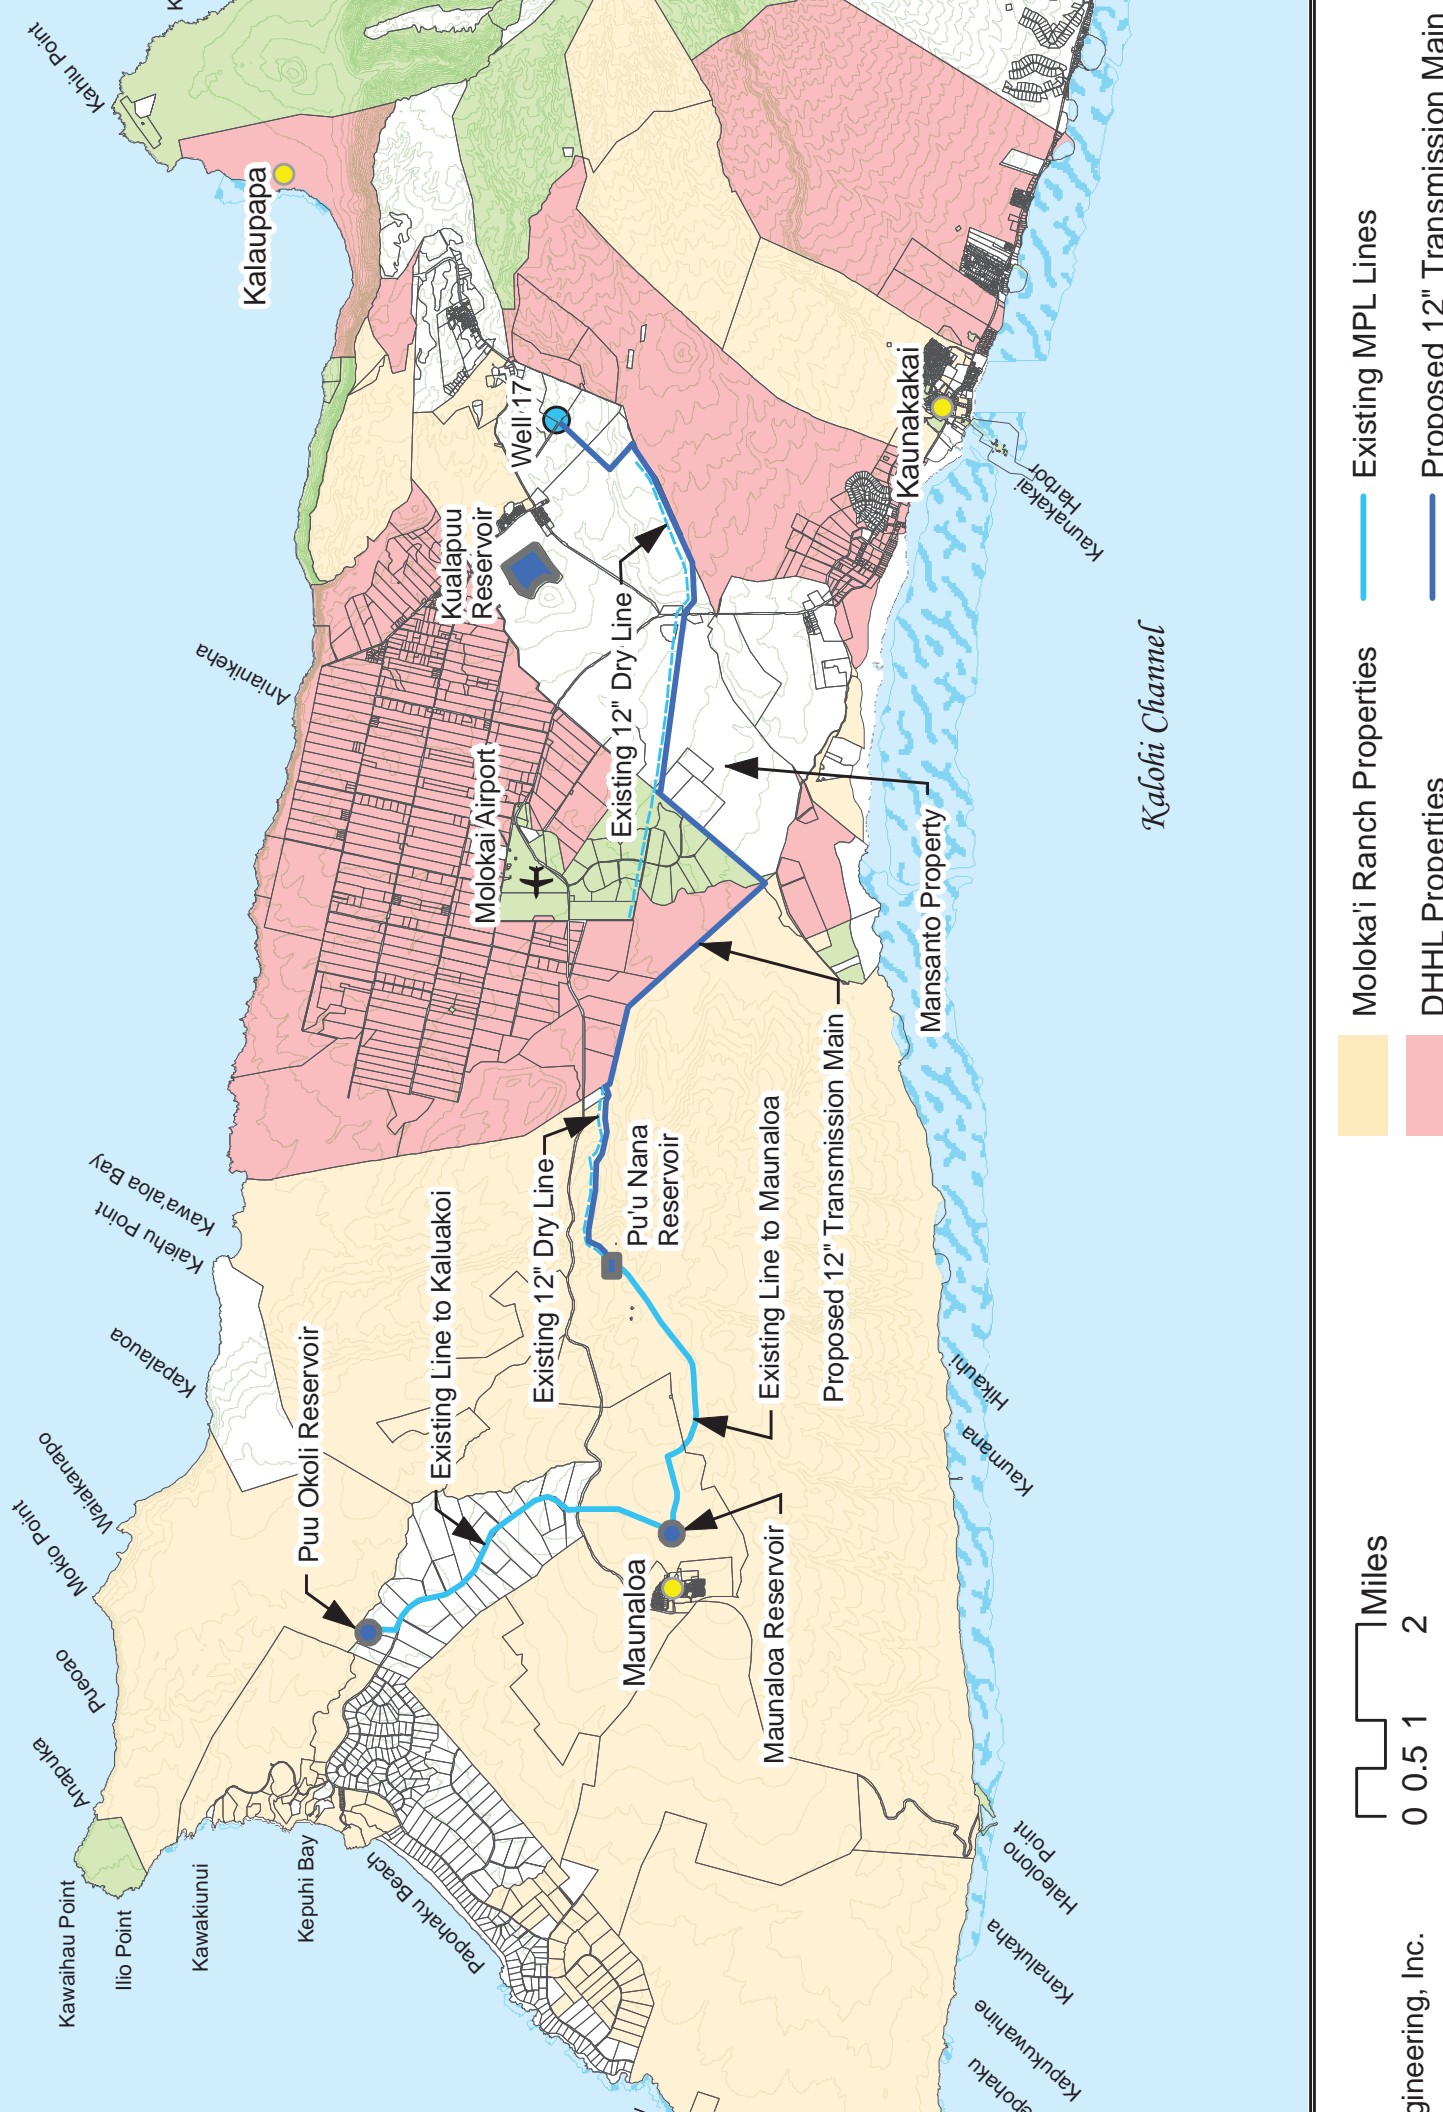 Kahiu Point
Kalaupapa
Well 17
Kualapuu
Reservoir
Kaunakakai
Kaunakakai
Harbor
Anianikeha
Existing 12" Dry Line
Molokai Airport
Mansanto Property
Kalohi Channel
Kawa'aloa Bay
Kaiehu Point
Kapalauoa
Waiakanapo
Mokio Point
Pueoao
Anapuka
Puu Okoli Reservoir
Existing Line to Kaluakoi
Existing 12" Dry Line
Pu'u Nana
Reservoir
Existing Line to Maunaloa
Proposed 12" Transmission Main
Maunaloa
Maunaloa Reservoir
Hikauhi
Kaumana
Kawaihau Point
Ilio Point
Kawakiunui
Kepuhi Bay
Papohaku Beach
Haleolono
Point
Kanalukaha
Kapukuwahine
epohaku
Moloka'i Ranch Properties
DHHL Properties
Existing MPL Lines
Proposed 12" Transmission Main
Miles
0 0.5 1 2
gineering, Inc.